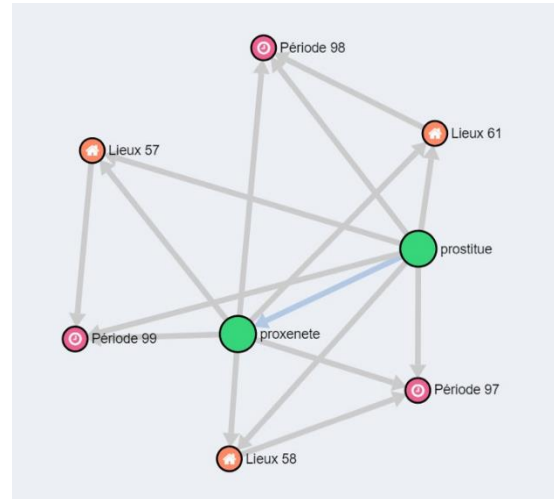 Période 98
Lieux 61
Lieux 57
prostitue
proxenete
Période 99
Période 97
Lieux 58